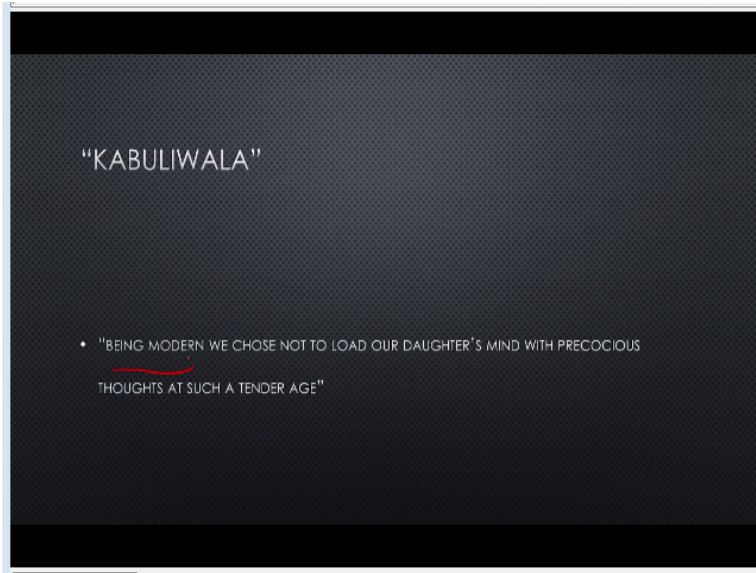 “KABULIWALA”
• “BEING MODERN WE CHOSE NOT TO LOAD OUR DAUGHTER’S MIND WITH PRECOCIOUS
THOUGHTS AT SUCH A TENDER AGE”